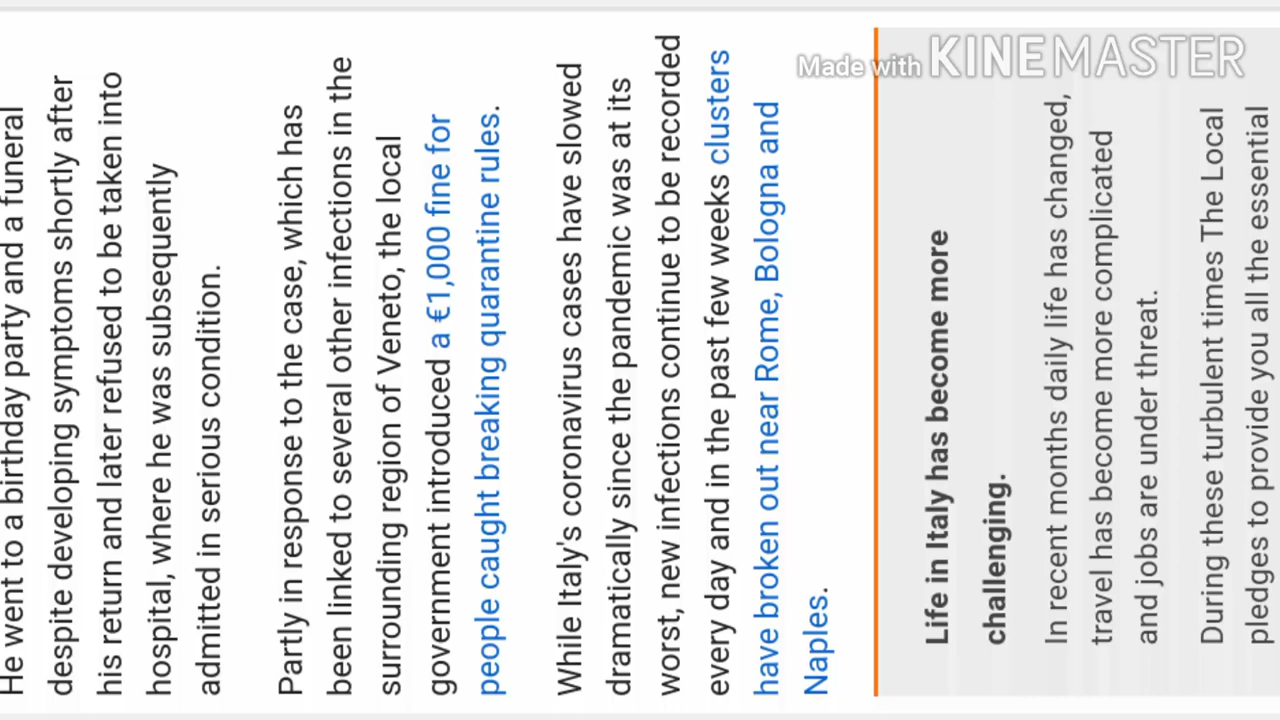 He went to a birthday party and a funeral
despite developing symptoms shortly after
his return and later refused to be taken into
hospital, where he was subsequently
admitted in serious condition.
Partly in response to the case, which has
been linked to several other infections in the
surrounding region of Veneto, the local
government introduced a €1,000 fine for
people caught breaking quarantine rules.
While Italy's coronavirus cases have slowed
dramatically since the pandemic was at its
worst, new infections continue to be recorded
every day and in the past few weeks clusters
have broken out near Rome, Bologna and
Naples.
Life in Italy has become more
challenging.
In recent months daily life has changed,
travel has become more complicated
and jobs are under threat.
During these turbulent times The Local
pledges to provide you all the essential
Made with KINEMASTER